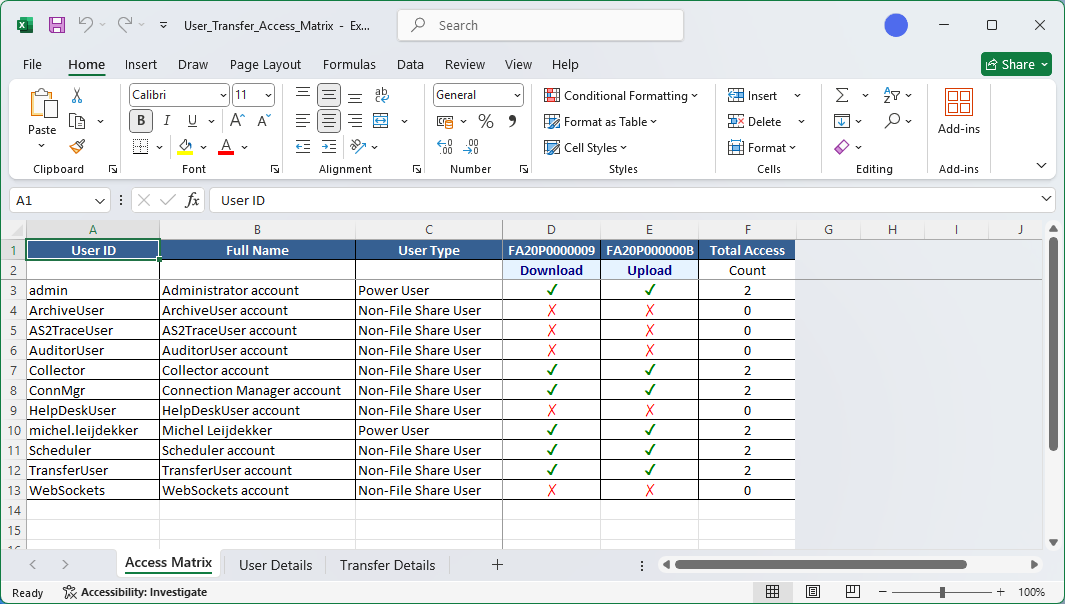 User_Transfer_Access_Matrix - Ex...
Search
File Home Insert Draw Page Layout Formulas Data Review View Help Share
Calibri 11 General Conditional Formatting Insert
Paste B I U A A ab c % 9 Format as Table Delete Add-ins
A .00 .0 Cell Styles Format
Clipboard Font Alignment Number Styles Cells Editing Add-ins
A1 fx User ID
A B C D E F G H I J
1 User ID Full Name User Type FA20P0000009 FA20P000000B Total Access
2 Download Upload Count
3 admin Administrator account Power User ✓ ✓ 2
4 ArchiveUser ArchiveUser account Non-File Share User ✗ ✗ 0
5 AS2TraceUser AS2TraceUser account Non-File Share User ✗ ✗ 0
6 AuditorUser AuditorUser account Non-File Share User ✗ ✗ 0
7 Collector Collector account Non-File Share User ✓ ✓ 2
8 ConnMgr Connection Manager account Non-File Share User ✓ ✓ 2
9 HelpDeskUser HelpDeskUser account Non-File Share User ✗ ✗ 0
10 michel.leijdekker Michel Leijdekker Power User ✓ ✓ 2
11 Scheduler Scheduler account Non-File Share User ✓ ✓ 2
12 TransferUser TransferUser account Non-File Share User ✓ ✓ 2
13 WebSockets WebSockets account Non-File Share User ✗ ✗ 0
14
15
Access Matrix User Details Transfer Details
Ready Accessibility: Investigate 100%